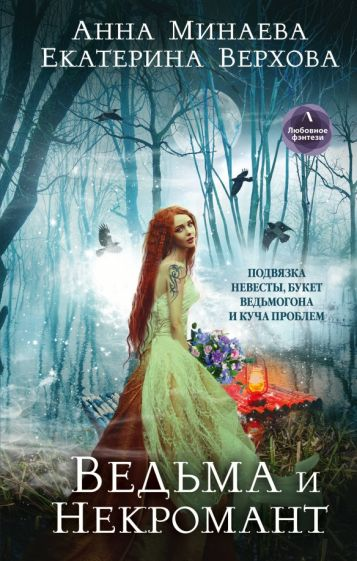 Анна Минаева
Екатерина Верхова
Л
Любовное
фэнтези
ПОДВЯЗКА
НЕВЕСТЫ, БУКЕТ
ВЕДЬМОГОНА
И КУЧА ПРОБЛЕМ
Ведьма и
Некромант